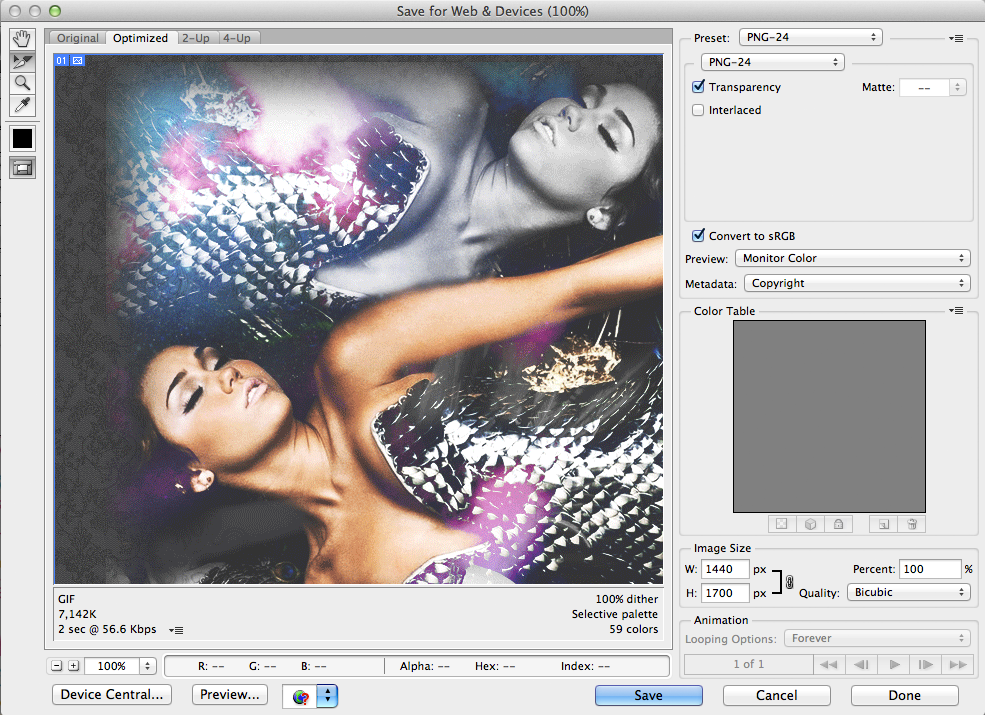 Save for Web & Devices (100%)
Original Optimized 2-Up 4-Up
01
Preset: PNG-24
PNG-24
Transparency Matte: --
Interlaced
Convert to sRGB
Preview: Monitor Color
Metadata: Copyright
Color Table
Image Size
W: 1440 px Percent: 100 %
H: 1700 px Quality: Bicubic
Animation
Looping Options: Forever
1 of 1
GIF 100% dither
7,142K Selective palette
2 sec @ 56.6 Kbps 59 colors
100% R: -- G: -- B: -- Alpha: -- Hex: -- Index: --
Device Central... Preview... Save Cancel Done